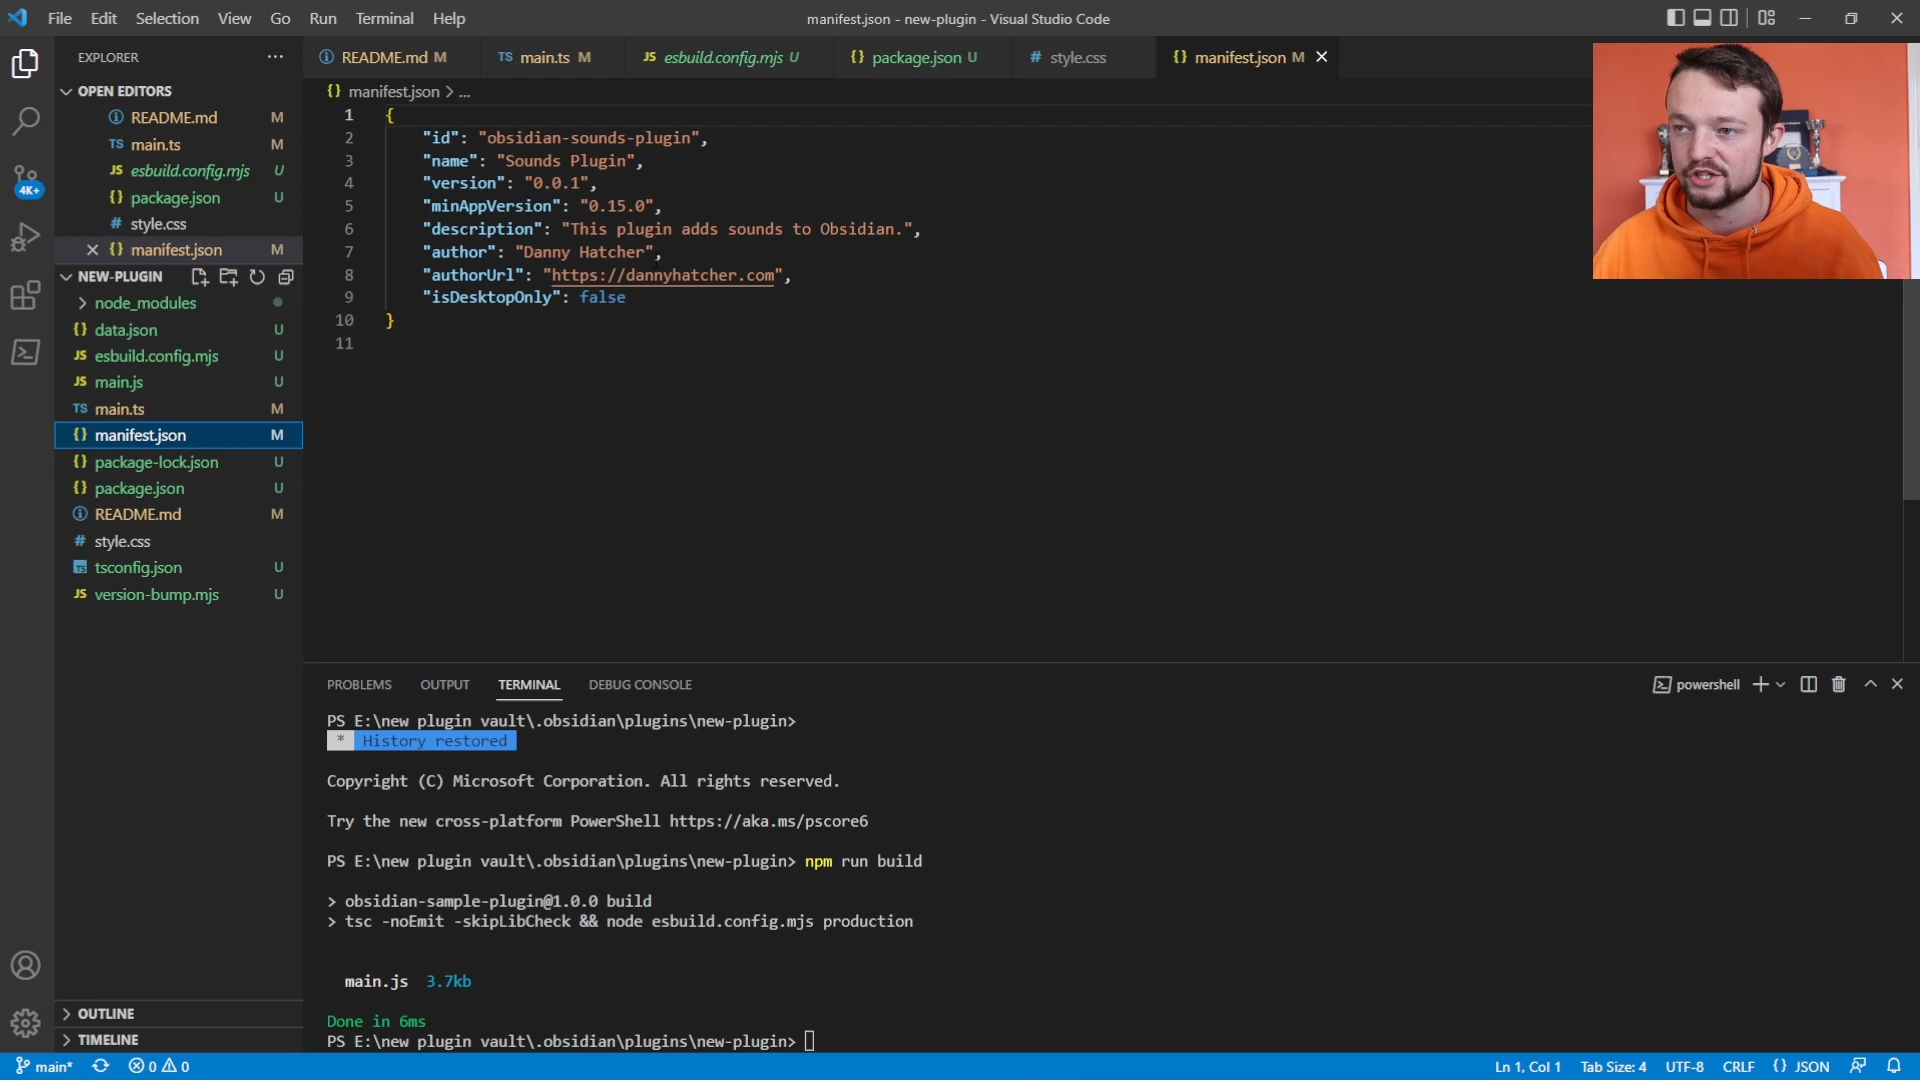 File Edit Selection View Go Run Terminal Help
manifest.json - new-plugin - Visual Studio Code
EXPLORER
README.md M
TS main.ts M
JS esbuild.config.mjs U
{} package.json U
# style.css
{} manifest.json M
OPEN EDITORS
README.md M
TS main.ts M
JS esbuild.config.mjs U
{} package.json U
# style.css
{} manifest.json M
NEW-PLUGIN
node_modules
{} data.json U
JS esbuild.config.mjs U
JS main.js U
TS main.ts M
{} manifest.json M
{} package-lock.json U
{} package.json U
README.md M
# style.css
TS tsconfig.json U
JS version-bump.mjs U
OUTLINE
TIMELINE
4K+
{} manifest.json > ...
1 {
2 "id": "obsidian-sounds-plugin",
3 "name": "Sounds Plugin",
4 "version": "0.0.1",
5 "minAppVersion": "0.15.0",
6 "description": "This plugin adds sounds to Obsidian.",
7 "author": "Danny Hatcher",
8 "authorUrl": "https://dannyhatcher.com",
9 "isDesktopOnly": false
10 }
11
PROBLEMS OUTPUT TERMINAL DEBUG CONSOLE
powershell
PS E:\new plugin vault\.obsidian\plugins\new-plugin>
* History restored
Copyright (C) Microsoft Corporation. All rights reserved.
Try the new cross-platform PowerShell https://aka.ms/pscore6
PS E:\new plugin vault\.obsidian\plugins\new-plugin> npm run build
> obsidian-sample-plugin@1.0.0 build
> tsc -noEmit -skipLibCheck && node esbuild.config.mjs production
main.js 3.7kb
Done in 6ms
PS E:\new plugin vault\.obsidian\plugins\new-plugin>
main* 0 0
Ln 1, Col 1 Tab Size: 4 UTF-8 CRLF {} JSON